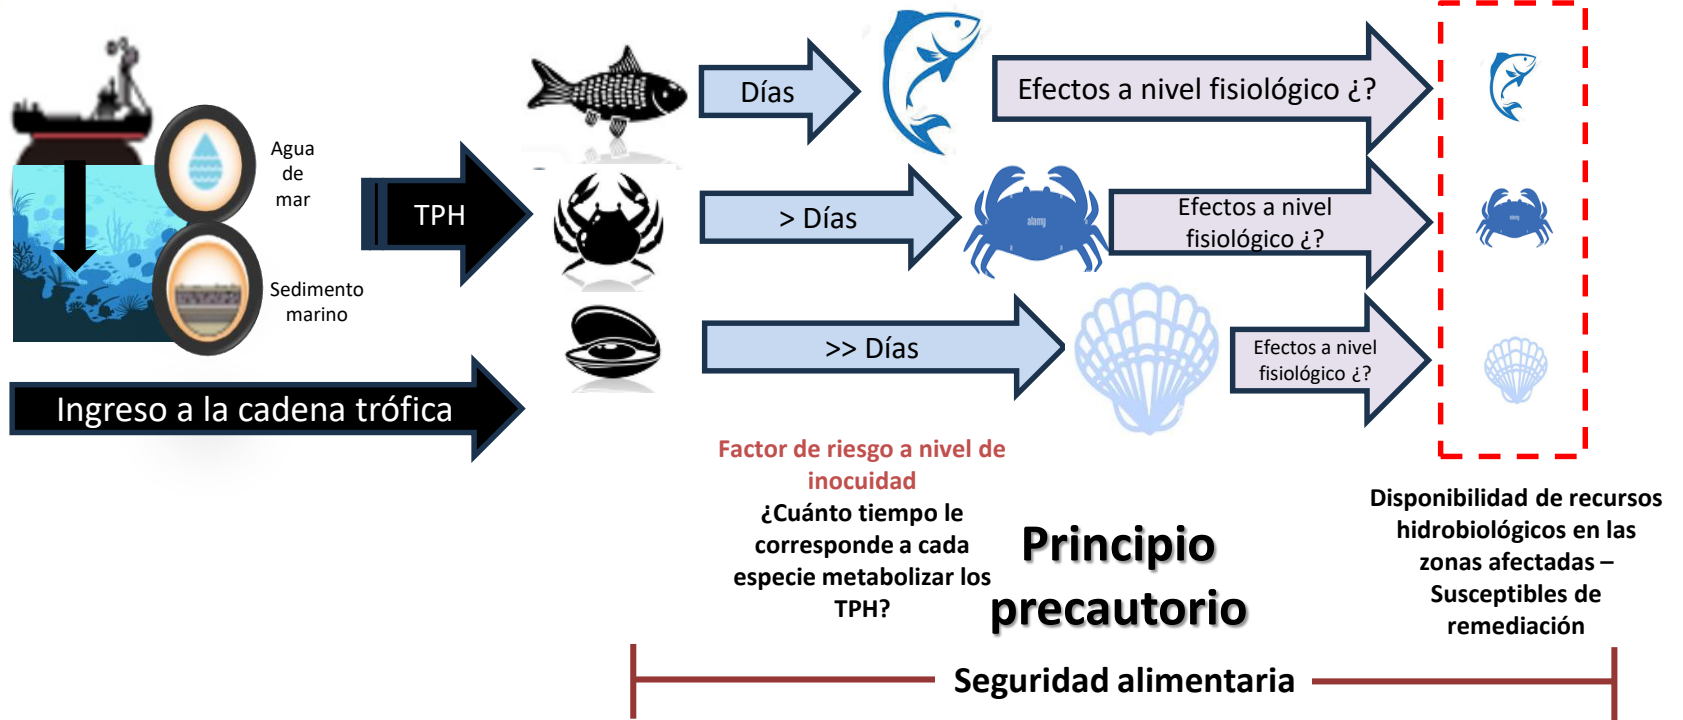 Agua
de
mar
Sedimento
marino
TPH
Ingreso a la cadena trófica
Días
Efectos a nivel fisiológico ¿?
> Días
alamy
Efectos a nivel
fisiológico ¿?
alamy
>> Días
Efectos a nivel
fisiológico ¿?
Factor de riesgo a nivel de
inocuidad
¿Cuánto tiempo le
corresponde a cada
especie metabolizar los
TPH?
Principio
precautorio
Disponibilidad de recursos
hidrobiológicos en las
zonas afectadas –
Susceptibles de
remediación
Seguridad alimentaria